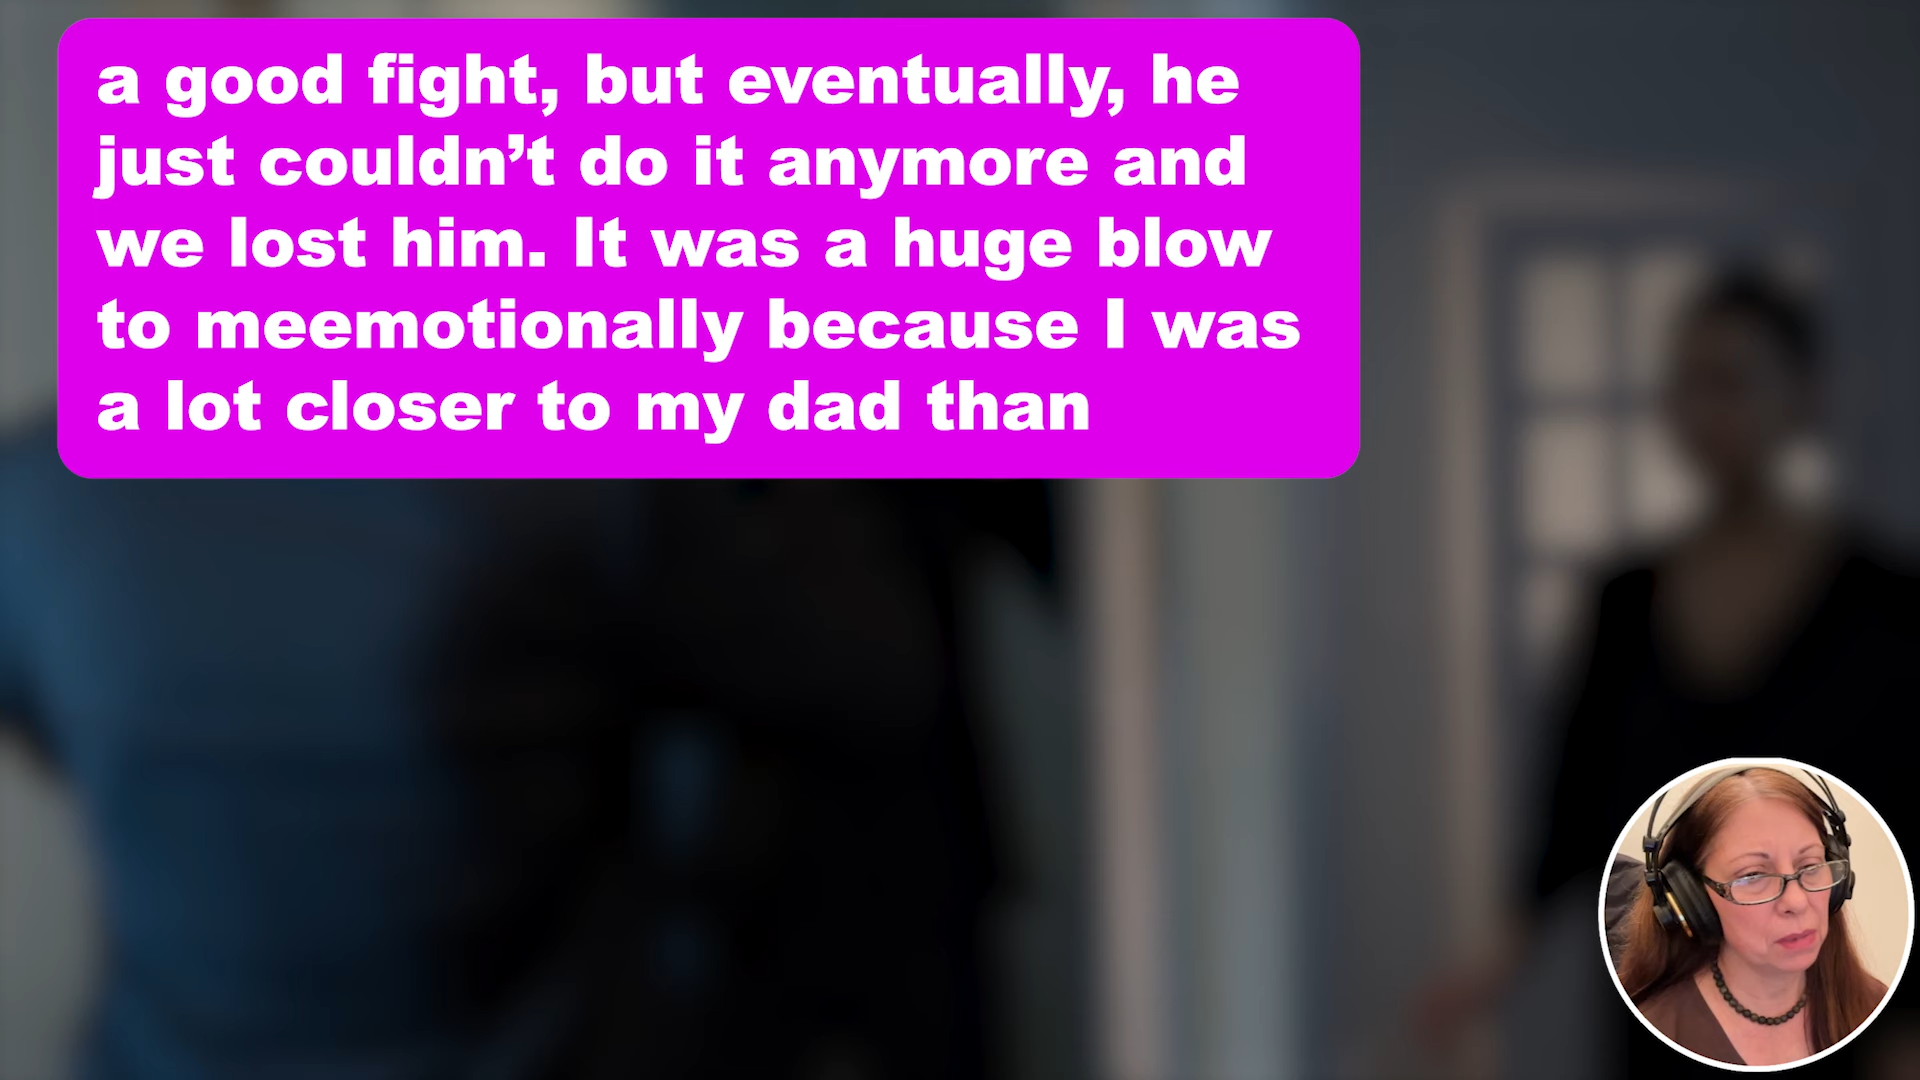 a good fight, but eventually, he
just couldn’t do it anymore and
we lost him. It was a huge blow
to meemotionally because I was
a lot closer to my dad than